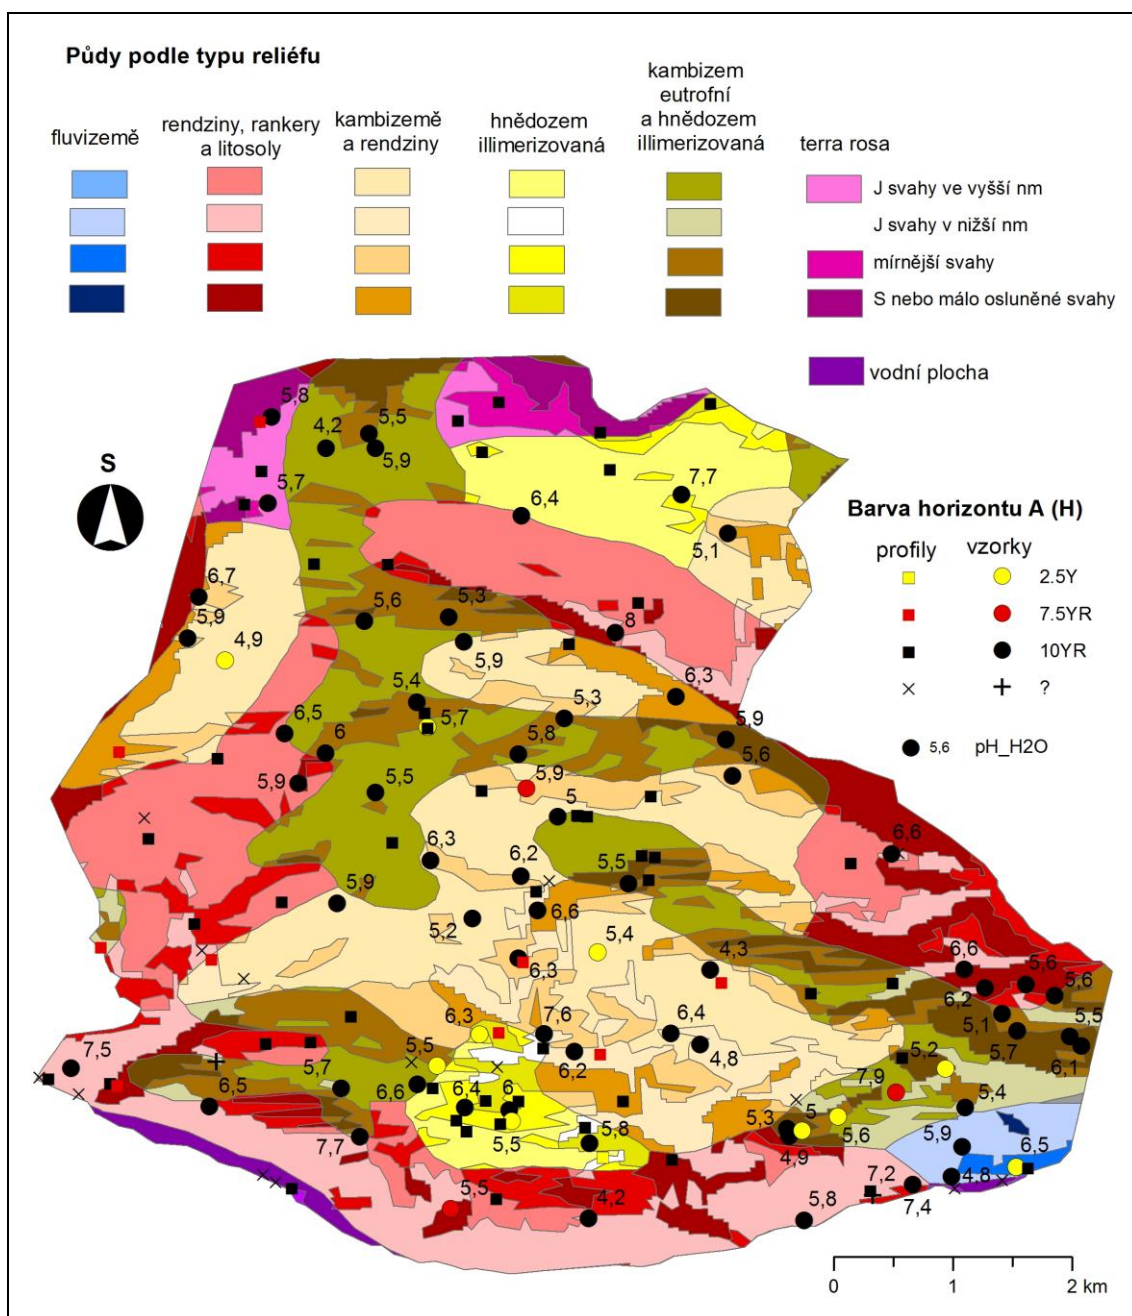 Půdy podle typu reliéfu
fluvizemě
rendziny, rankery
a litosoly
kambizemě
a rendziny
hnědozem
illimerizovaná
kambizem
eutrofní
a hnědozem
illimerizovaná
terra rosa
J svahy ve vyšší nm
J svahy v nižší nm
mírnější svahy
S nebo málo osluněné svahy
vodní plocha
S
Barva horizontu A (H)
profily
vzorky
2.5Y
7.5YR
10YR
?
5,6 pH_H2O
5,8
4,2
5,5
5,9
5,7
6,4
7,7
5,1
6,7
5,9
4,9
5,6
5,3
5,9
8
6,3
5,4
5,7
5,3
5,9
6,5
6
5,8
5,6
5,9
5,5
5,9
5
6,3
6,2
5,5
6,6
5,9
5,2
6,6
5,4
4,3
6,3
6,6
5,6
5,6
6,2
5,1
5,5
5,7
6,1
7,6
6,4
6,3
4,8
5,2
7,5
5,5
5,7
6,2
7,9
6,5
6,6
6,4
6
5,4
5
5,3
5,6
7,7
5,5
5,8
4,9
5,9
6,5
4,8
7,2
7,4
5,5
4,2
5,8
0 1 2 km